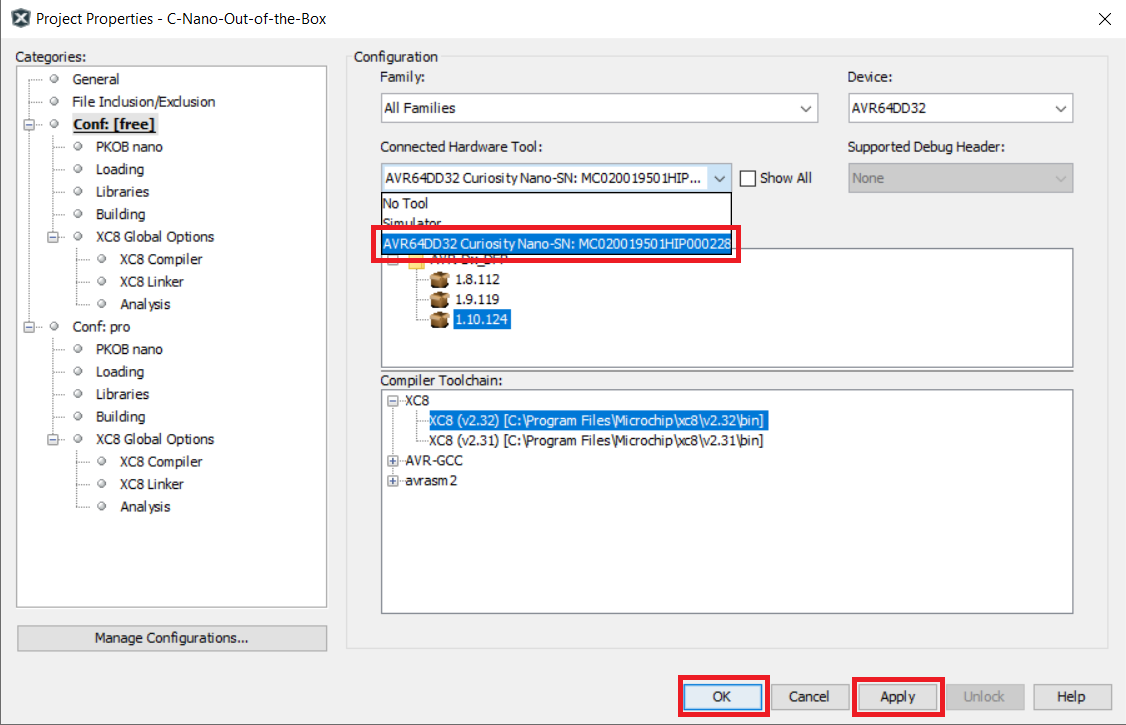 Project Properties - C-Nano-Out-of-the-Box
Categories:
General
File Inclusion/Exclusion
Conf: [free]
PKOB nano
Loading
Libraries
Building
XC8 Global Options
XC8 Compiler
XC8 Linker
Analysis
Conf: pro
PKOB nano
Loading
Libraries
Building
XC8 Global Options
XC8 Compiler
XC8 Linker
Analysis
Manage Configurations...
Configuration
Family:
All Families
Device:
AVR64DD32
Connected Hardware Tool:
AVR64DD32 Curiosity Nano-SN: MC020019501HIP...
Show All
Supported Debug Header:
None
No Tool
Simulator
AVR64DD32 Curiosity Nano-SN: MC020019501HIP000228
AVR-Dx_DFP
1.8.112
1.9.119
1.10.124
Compiler Toolchain:
XC8
XC8 (v2.32) [C:\Program Files\Microchip\xc8\v2.32\bin]
XC8 (v2.31) [C:\Program Files\Microchip\xc8\v2.31\bin]
AVR-GCC
avrasm2
OK
Cancel
Apply
Unlock
Help